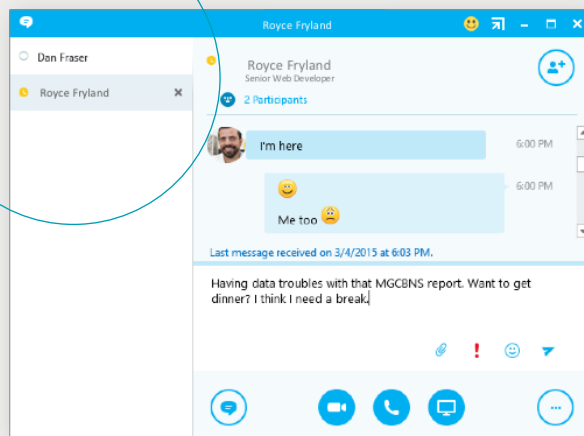 Royce Fryland
Dan Fraser
Royce Fryland
Royce Fryland
Senior Web Developer
2 Participants
I'm here
6:00 PM
6:00 PM
Me too
Last message received on 3/4/2015 at 6:03 PM.
Having data troubles with that MGCBNS report. Want to get
dinner? I think I need a break.